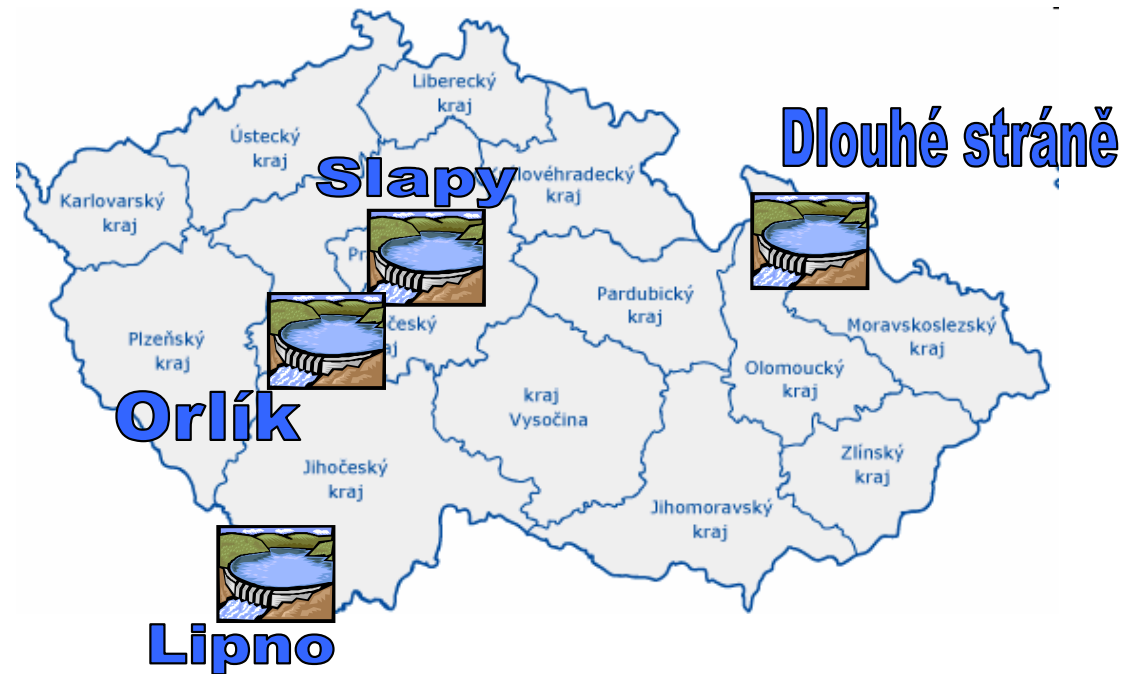 Liberecký
kraj
Dlouhé stráně
Ústecký
kraj
Slapy
Karlovarský
kraj
kraj
Pardubický
kraj
Plzeňský
kraj
Moravskoslezský
kraj
Olomoucký
kraj
Orlík
kraj
Vysočina
Zlínský
kraj
Jihočeský
kraj
Jihomoravský
kraj
Lipno